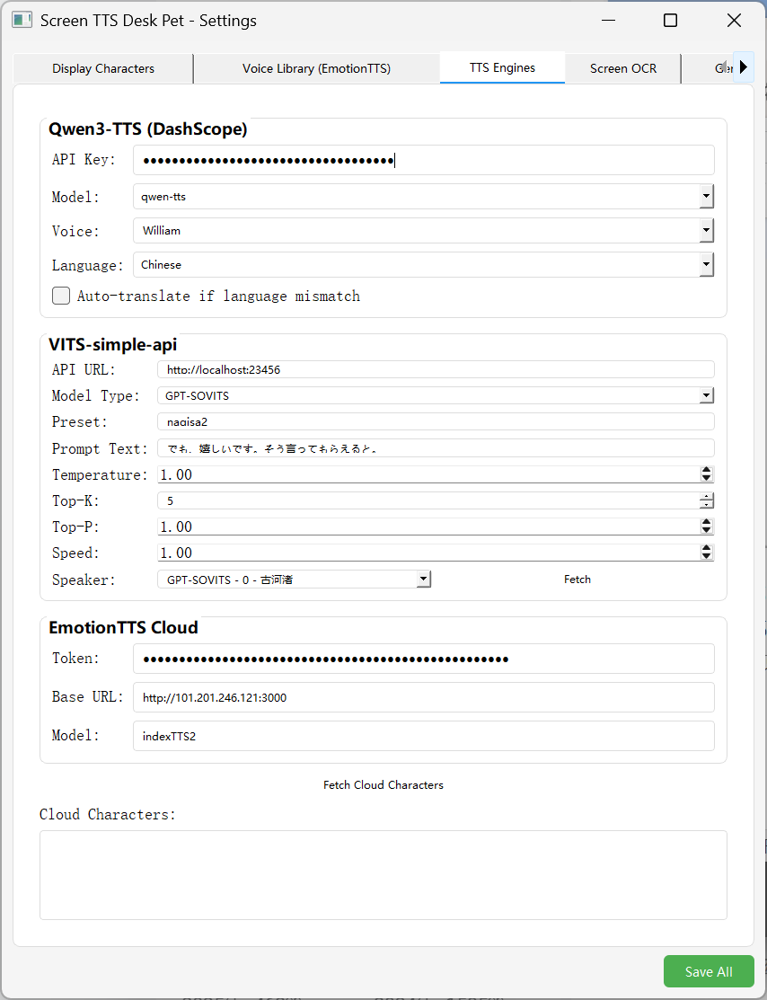 Screen TTS Desk Pet - Settings
Display Characters
Voice Library (EmotionTTS)
TTS Engines
Screen OCR
Qwen3-TTS (DashScope)
API Key: ●●●●●●●●●●●●●●●●●●●●●●●●●●●●●●●●●●●
Model: qwen-tts
Voice: William
Language: Chinese
Auto-translate if language mismatch
VITS-simple-api
API URL: http://localhost:23456
Model Type: GPT-SOVITS
Preset: nagisa2
Prompt Text: でも、嬉しいです。そう言ってもらえると。
Temperature: 1.00
Top-K: 5
Top-P: 1.00
Speed: 1.00
Speaker: GPT-SOVITS - 0 - 古河渚 Fetch
EmotionTTS Cloud
Token: ●●●●●●●●●●●●●●●●●●●●●●●●●●●●●●●●●●●●●●●●●●●●●●●●●●●
Base URL: http://101.201.246.121:3000
Model: indexTTS2
Fetch Cloud Characters
Cloud Characters:
Save All